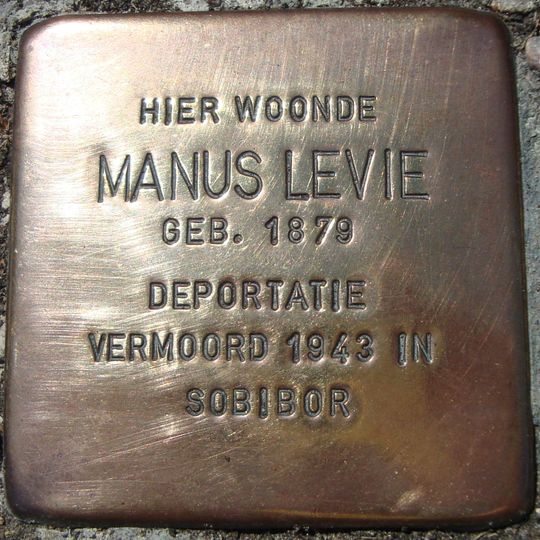 HIER WOONDE
MANUS LEVIE
GEB. 1879
DEPORTATIE
VERMOORD 1943 IN
SOBIBOR